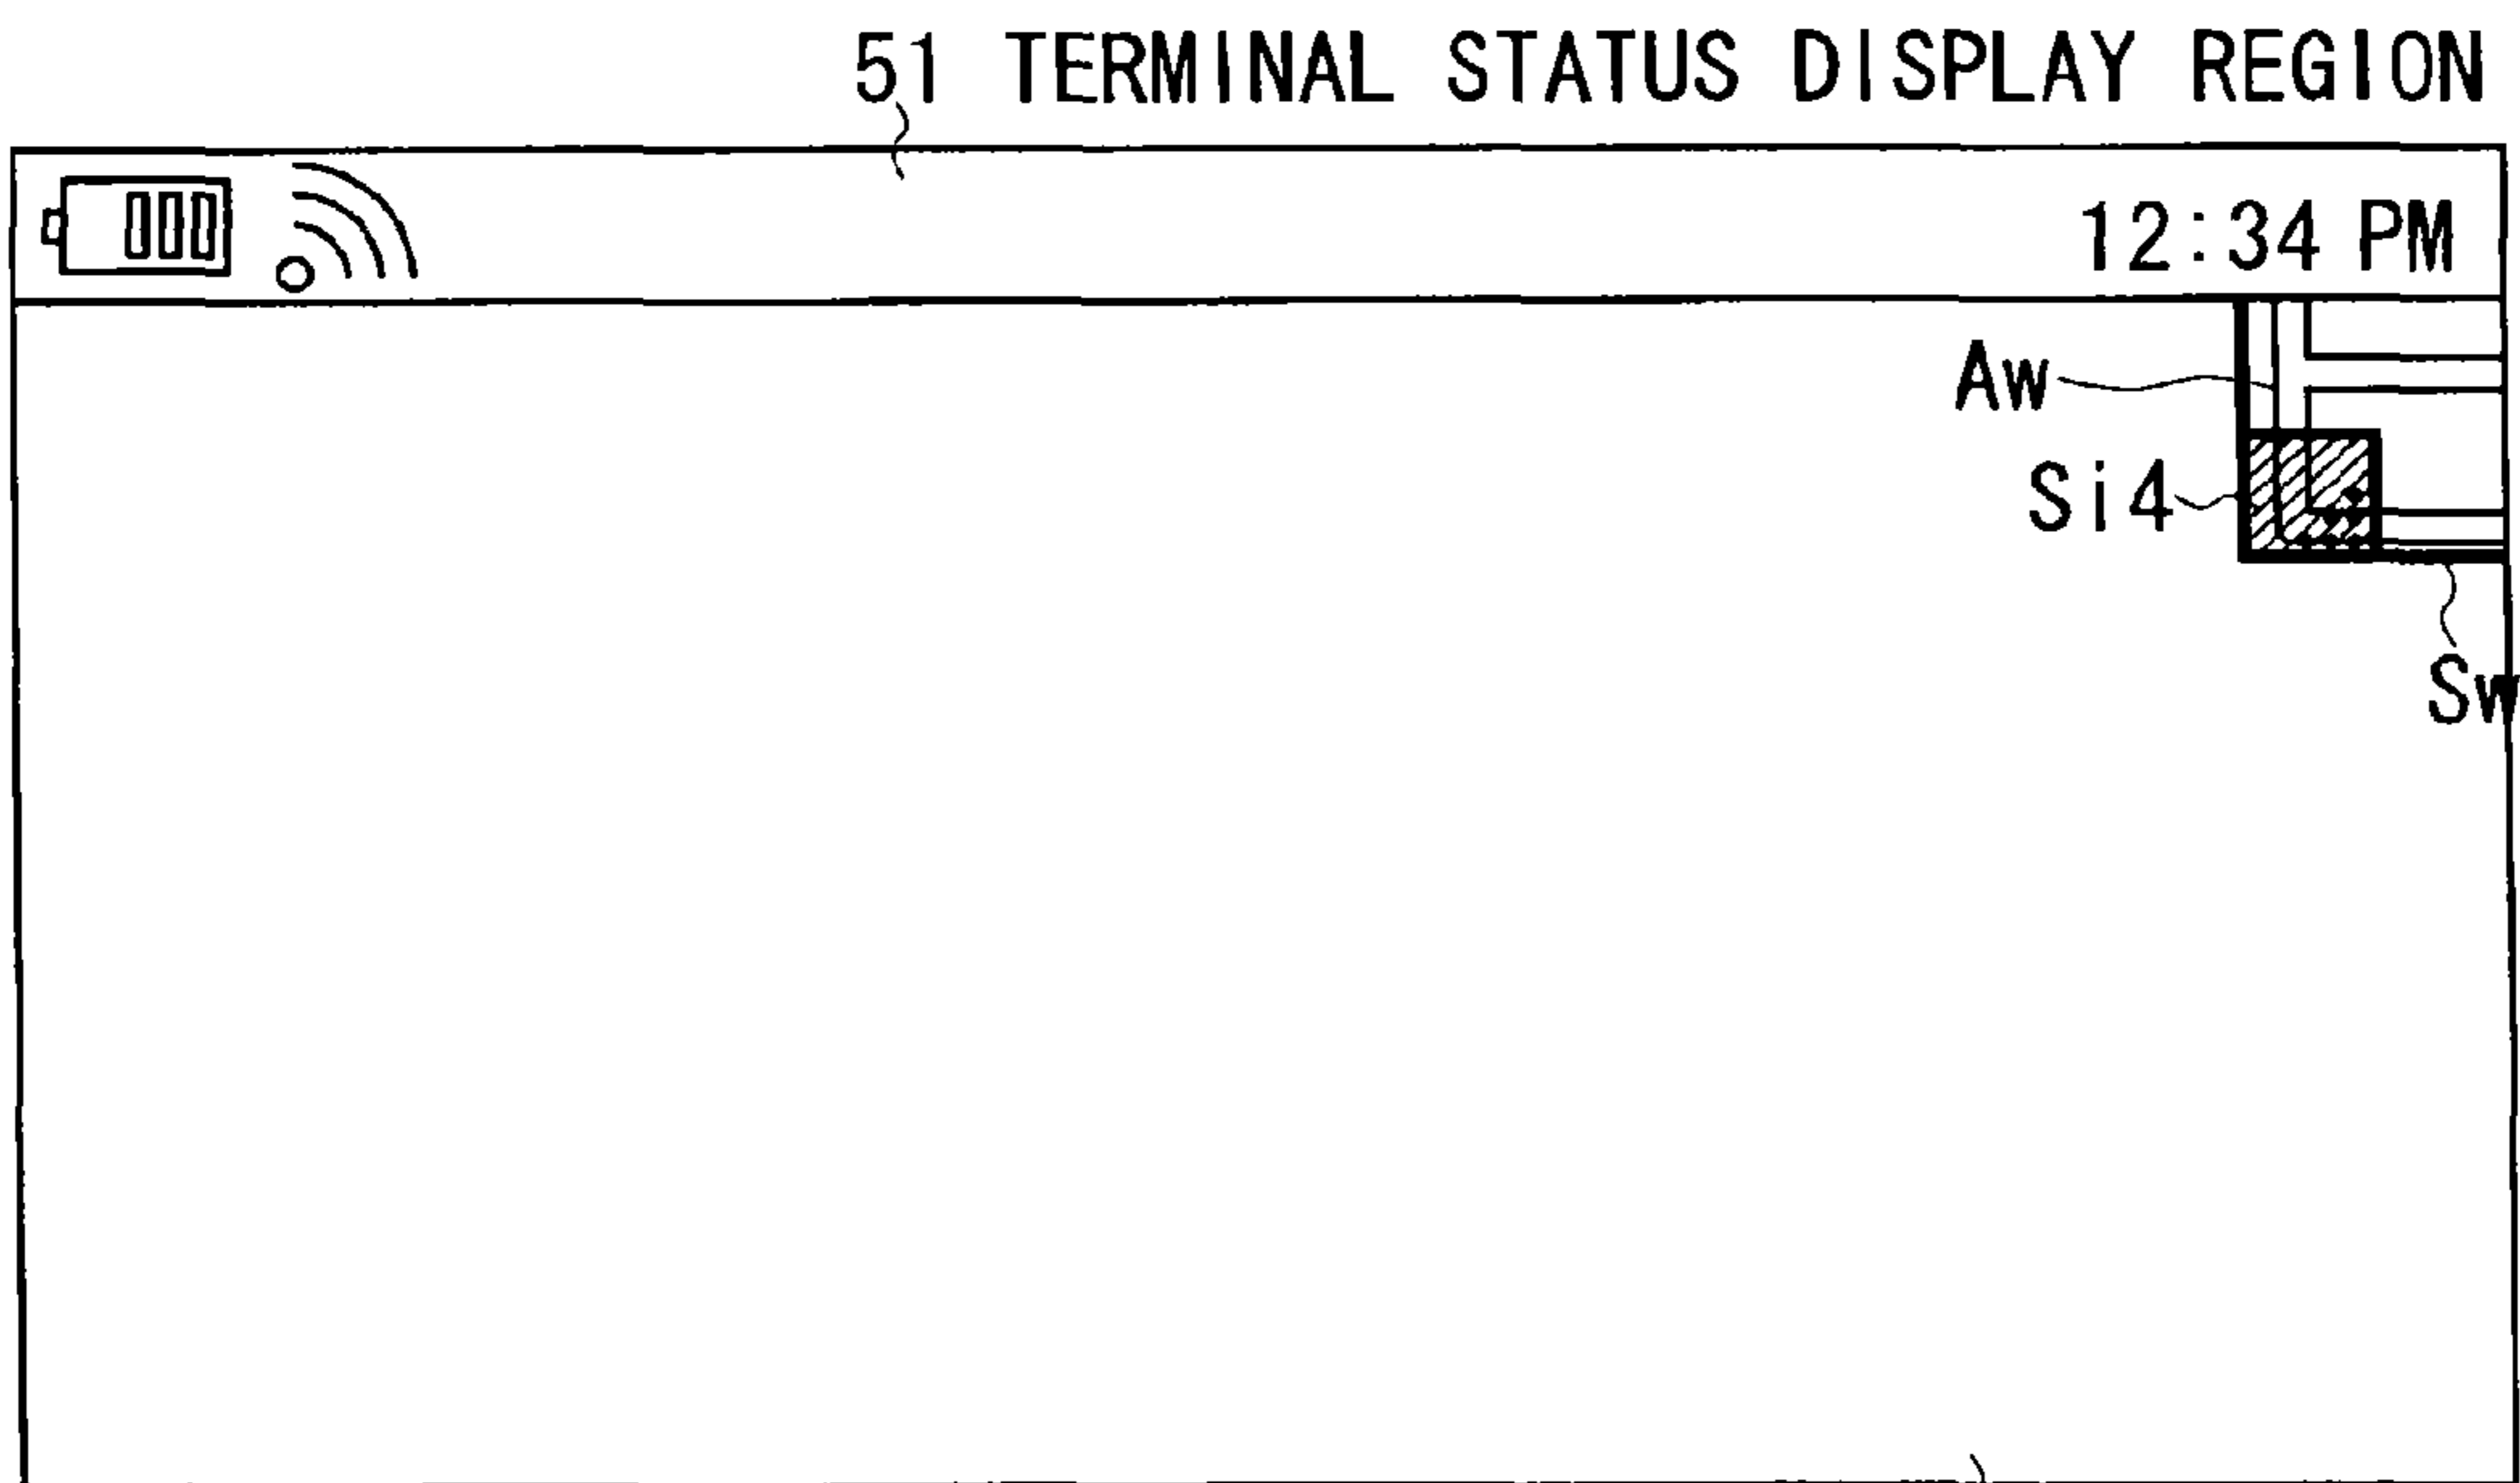 51 TERMINAL STATUS DISPLAY REGION
12:34 PM
Aw
Si4
Sw